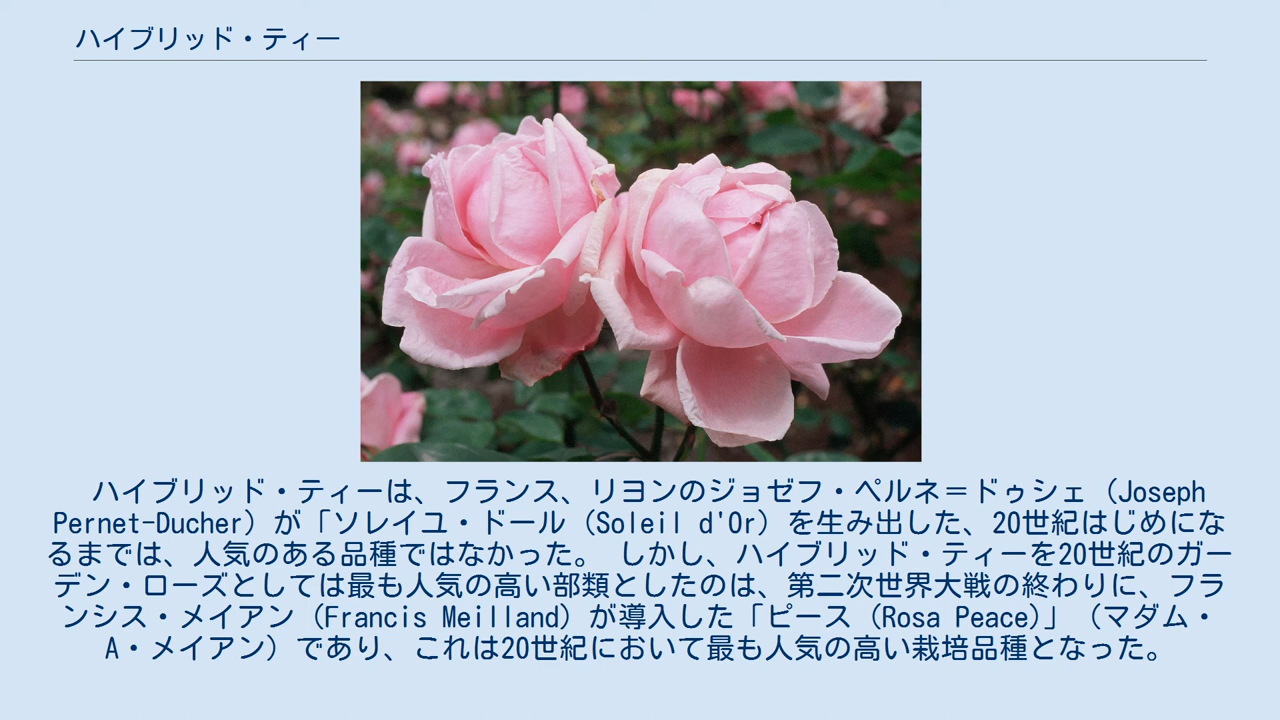 ハイブリッド・ティー
ハイブリッド・ティーは、フランス、リヨンのジョゼフ・ペルネ＝ドゥシェ（Joseph
Pernet-Ducher）が「ソレイユ・ドール（Soleil d'Or）を生み出した、20世紀はじめにな
るまでは、人気のある品種ではなかった。 しかし、ハイブリッド・ティーを20世紀のガー
デン・ローズとしては最も人気の高い部類としたのは、第二次世界大戦の終わりに、フラ
ンシス・メイアン（Francis Meilland）が導入した「ピース（Rosa Peace)」（マダム・
A・メイアン）であり、これは20世紀において最も人気の高い栽培品種となった。